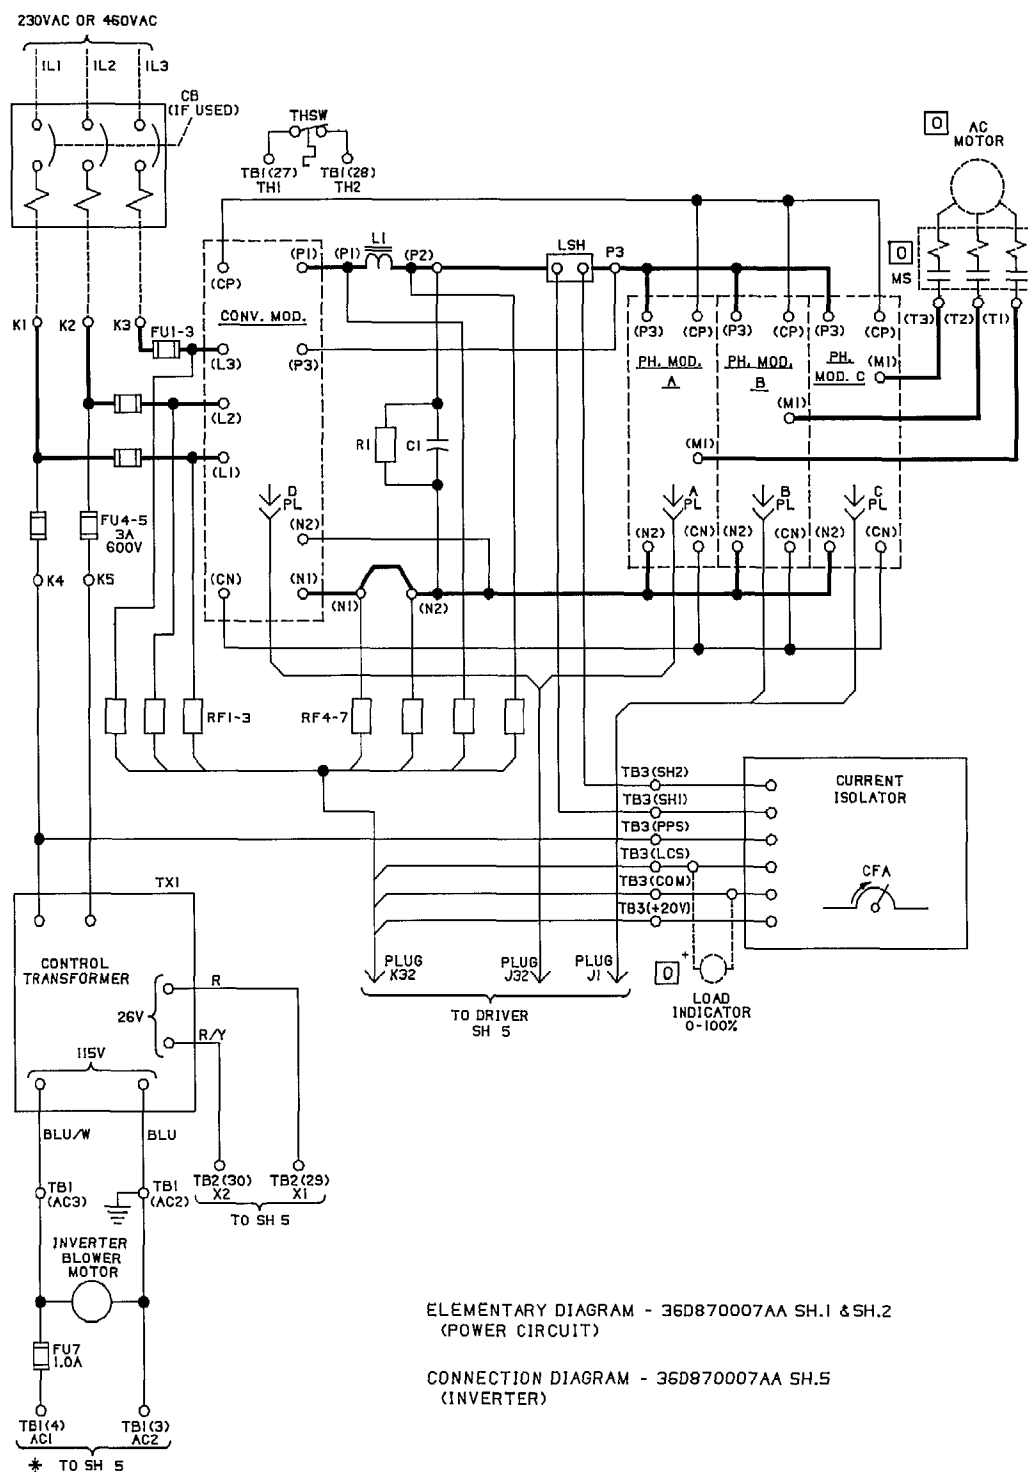 230VAC OR 460VAC
IL1 IL2 IL3
CB
(IF USED)
THSW
TB1(27)
TH1
TB1(28)
TH2
O
AC
MOTOR
O
MS
(T3) (T2) (T1)
K1 K2 K3
FU1-3
(CP)
CONV. MOD.
(P1) (P1) L1 (P2)
LSH
P3
(L3)
(P3)
(L2)
(L1)
R1
C1
(P3) (CP) (P3) (CP) (P3) (CP)
PH. MOD.
A
PH. MOD.
B
PH.
MOD. C
(M1)
(M1)
(M1)
D
PL
A
PL
B
PL
C
PL
FU4-5
3A
600V
(N2)
(N2) (CN) (N2) (CN) (N2) (CN)
K4 K5
(CN)
(N1)
(N1) (N2)
RF1-3
RF4-7
TB3(SH2)
TB3(SH1)
TB3(PPS)
TB3(LCS)
TB3(COM)
TB3(+20V)
CURRENT
ISOLATOR
CFA
TX1
CONTROL
TRANSFORMER
26V
R
R/Y
115V
PLUG
K32
PLUG
J32
PLUG
J1
TO DRIVER
SH 5
O
+
LOAD
INDICATOR
0-100%
BLU/W
BLU
TB2(30)
X2
TB2(29)
X1
TO SH 5
TB1
(AC3)
TB1
(AC2)
INVERTER
BLOWER
MOTOR
FU7
1.0A
TB1(4)
AC1
TB1(3)
AC2
* TO SH 5
ELEMENTARY DIAGRAM - 36D870007AA SH.1 & SH.2
(POWER CIRCUIT)
CONNECTION DIAGRAM - 36D870007AA SH.5
(INVERTER)